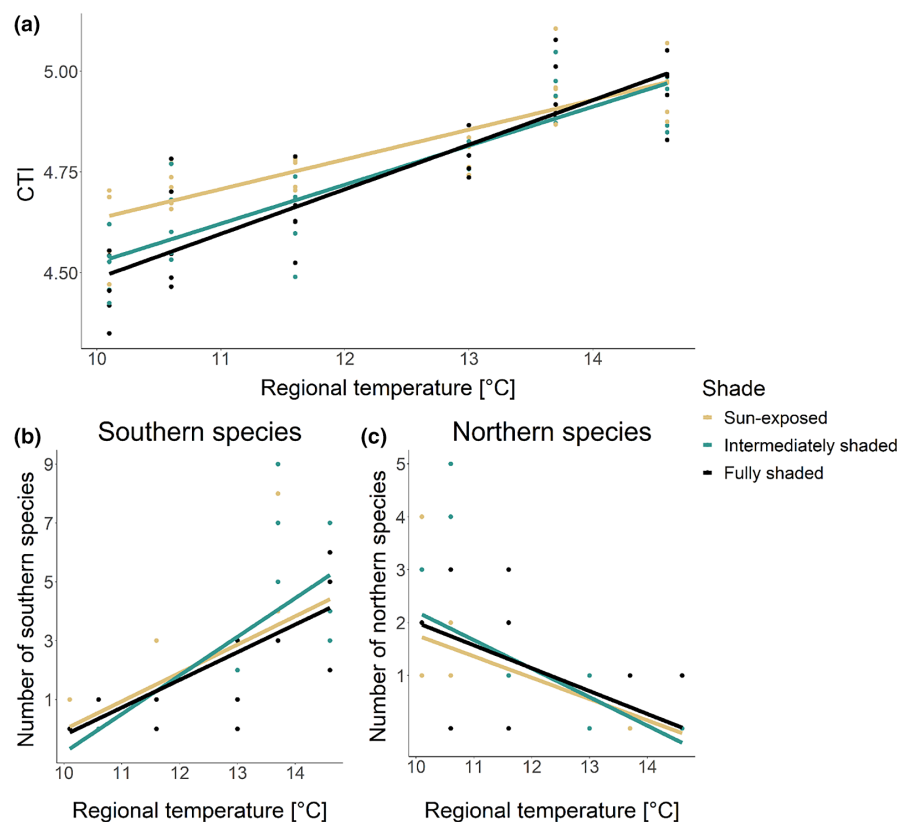 (a)
CTI
5.00
4.75
4.50
10 11 12 13 14
Regional temperature [°C]
Shade
Sun-exposed
Intermediately shaded
Fully shaded
(b) Southern species
Number of southern species
9
7
5
3
1
10 11 12 13 14
Regional temperature [°C]
(c) Northern species
Number of northern species
5
4
3
2
1
10 11 12 13 14
Regional temperature [°C]